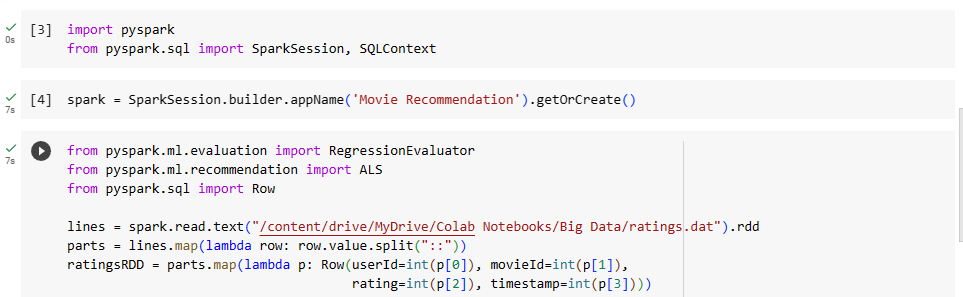 [3] import pyspark
0s from pyspark.sql import SparkSession, SQLContext
[4] spark = SparkSession.builder.appName('Movie Recommendation').getOrCreate()
7s
from pyspark.ml.evaluation import RegressionEvaluator
7s from pyspark.ml.recommendation import ALS
from pyspark.sql import Row
lines = spark.read.text("/content/drive/MyDrive/Colab Notebooks/Big Data/ratings.dat").rdd
parts = lines.map(lambda row: row.value.split("::"))
ratingsRDD = parts.map(lambda p: Row(userId=int(p[0]), movieId=int(p[1]),
rating=int(p[2]), timestamp=int(p[3])))